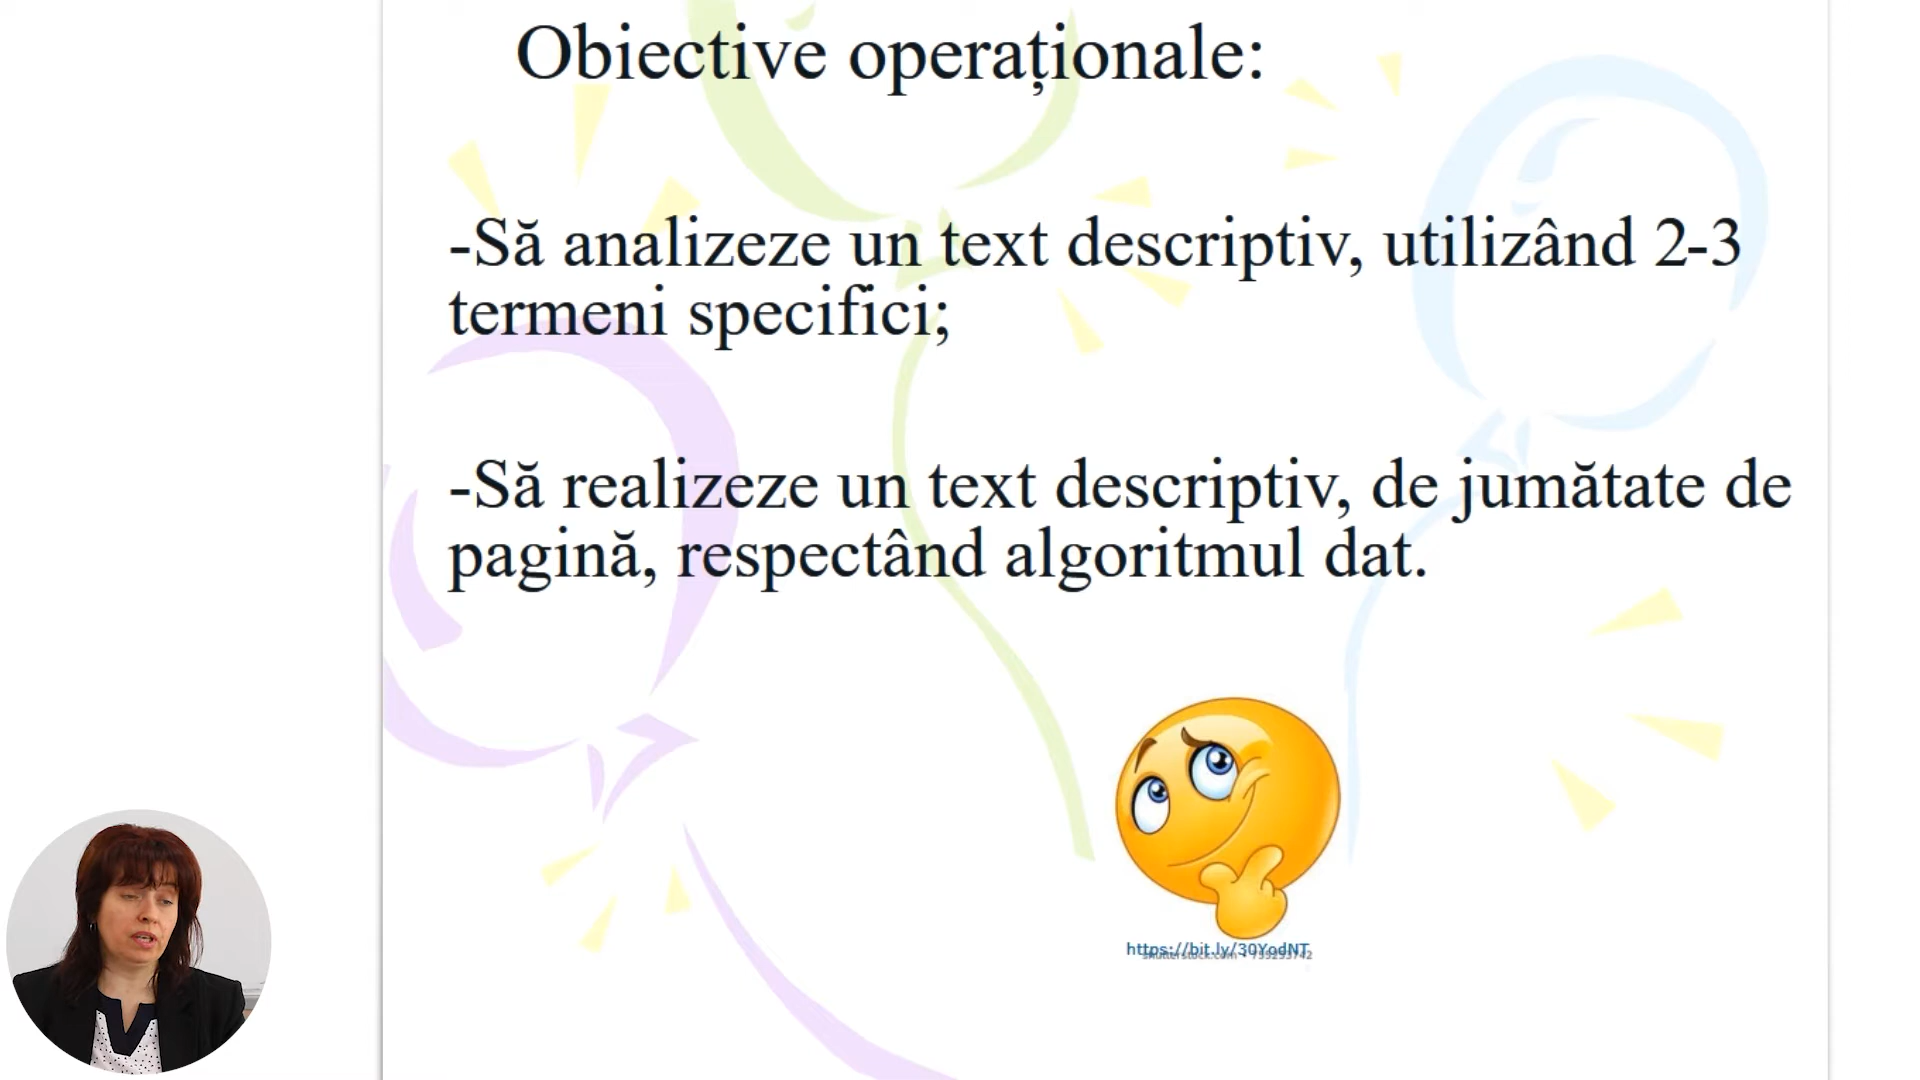 Obiective operaționale:
-Să analizeze un text descriptiv, utilizând 2-3
termeni specifici;
-Să realizeze un text descriptiv, de jumătate de
pagină, respectând algoritmul dat.
https://bit.ly/30YodNT